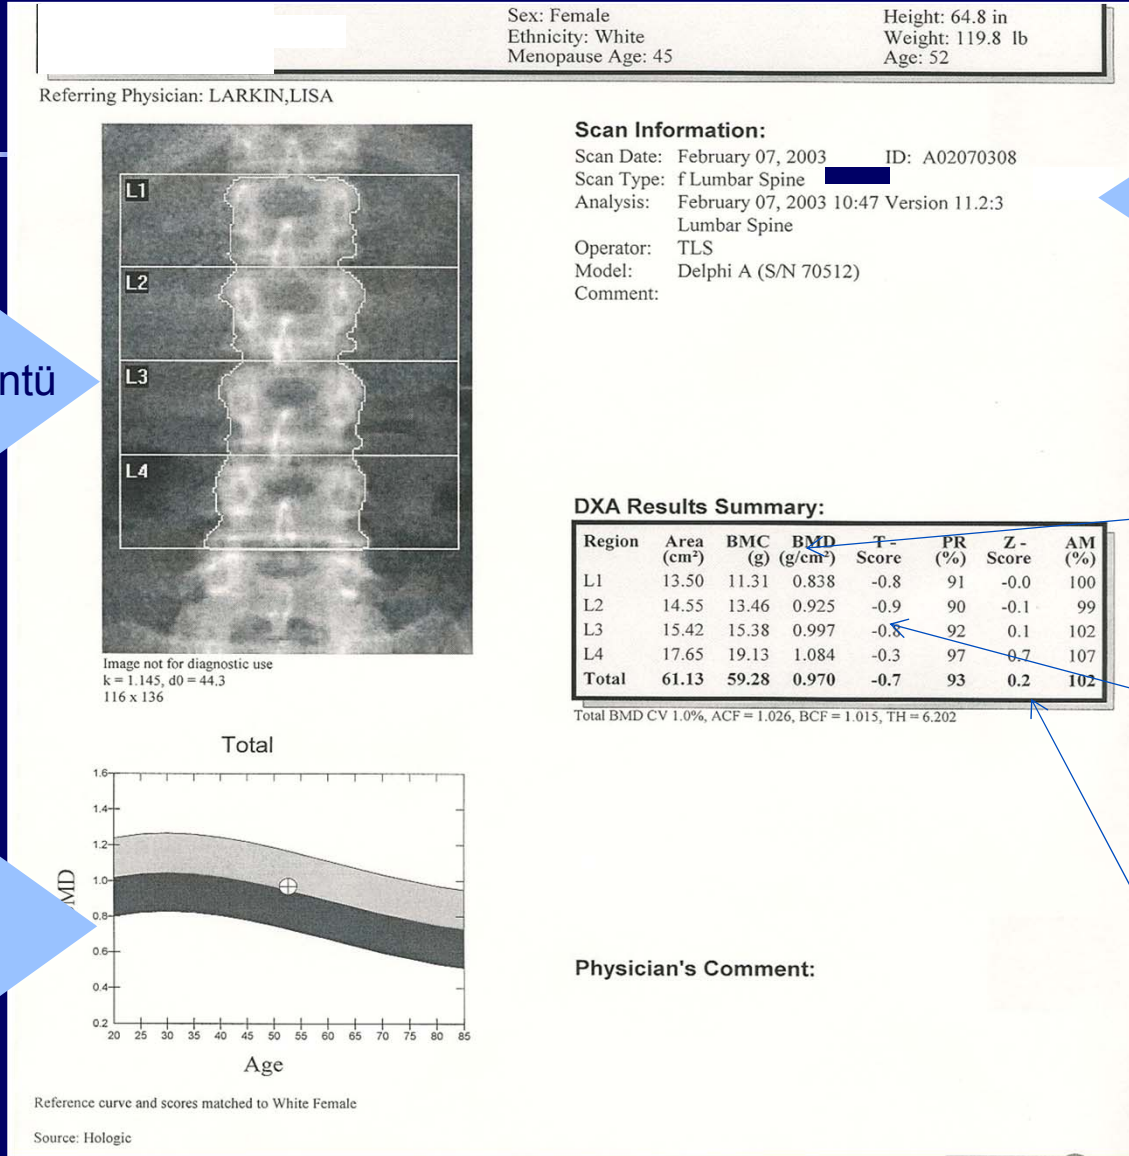 Sex: Female
Ethnicity: White
Menopause Age: 45
Height: 64.8 in
Weight: 119.8 lb
Age: 52
Referring Physician: LARKIN,LISA
L1
L2
L3
L4
ntü
Image not for diagnostic use
k = 1.145, d0 = 44.3
116 x 136
Scan Information:
Scan Date: February 07, 2003 ID: A02070308
Scan Type: f Lumbar Spine
Analysis: February 07, 2003 10:47 Version 11.2:3
Lumbar Spine
Operator: TLS
Model: Delphi A (S/N 70512)
Comment:
DXA Results Summary:
Region Area BMC BMD T - PR Z - AM
(cm²) (g) (g/cm²) Score (%) Score (%)
L1 13.50 11.31 0.838 -0.8 91 -0.0 100
L2 14.55 13.46 0.925 -0.9 90 -0.1 99
L3 15.42 15.38 0.997 -0.8 92 0.1 102
L4 17.65 19.13 1.084 -0.3 97 0.7 107
Total 61.13 59.28 0.970 -0.7 93 0.2 102
Total BMD CV 1.0%, ACF = 1.026, BCF = 1.015, TH = 6.202
Total
1.6
1.4
1.2
1.0
0.8
0.6
0.4
0.2
MD
20 25 30 35 40 45 50 55 60 65 70 75 80 85
Age
Physician's Comment:
Reference curve and scores matched to White Female
Source: Hologic